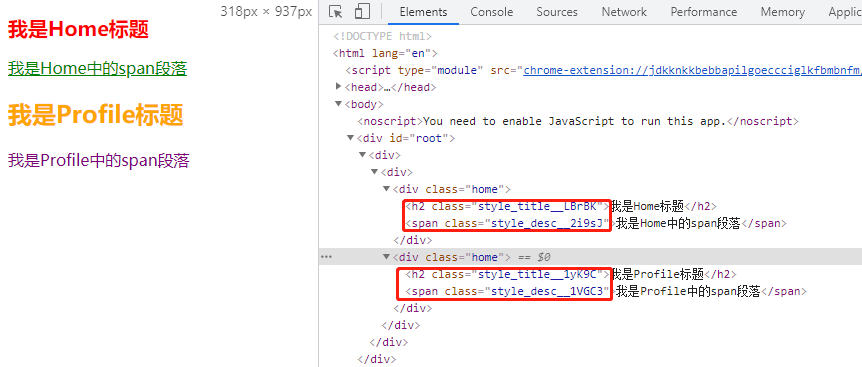 318px × 937px
Elements Console Sources Network Performance Memory Applic
我是Home标题
我是Home中的span段落
我是Profile标题
我是Profile中的span段落
<!DOCTYPE html>
<html lang="en">
<script type="module" src="chrome-extension://jdkknkkbebbapilgoeccciglkfbmbnfm/
<head>…</head>
<body>
<noscript>You need to enable JavaScript to run this app.</noscript>
<div id="root">
<div>
<div>
<div class="home">
<h2 class="style_title__LBrBK">我是Home标题</h2>
<span class="style_desc__2i9sJ">我是Home中的span段落</span>
</div>
<div class="home"> == $0
<h2 class="style_title__1yK9C">我是Profile标题</h2>
<span class="style_desc__1VGC3">我是Profile中的span段落</span>
</div>
</div>
</div>
</div>